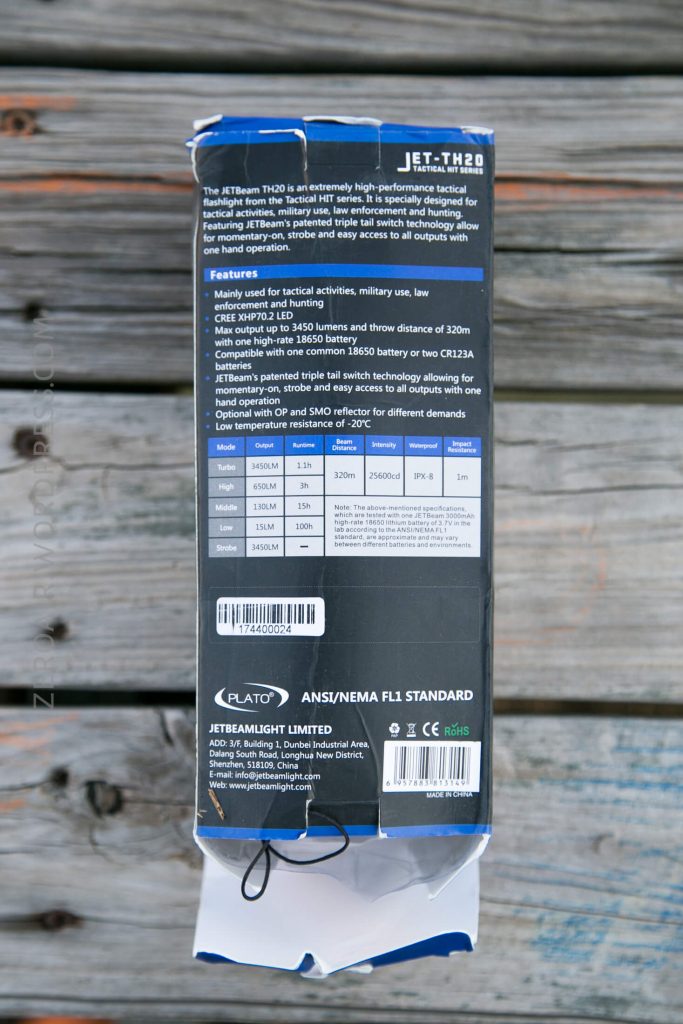 JET-TH20
TACTICAL HIT SERIES
The JETBeam TH20 is an extremely high-performance tactical
flashlight from the Tactical HIT series. It is specially designed for
tactical activities, military use, law enforcement and hunting.
Featuring JETBeam's patented triple tail switch technology allow
for momentary-on, strobe and easy access to all outputs with
one hand operation.
Features
• Mainly used for tactical activities, military use, law
enforcement and hunting
• CREE XHP70.2 LED
• Max output up to 3450 lumens and throw distance of 320m
with one high-rate 18650 battery
• Compatible with one common 18650 battery or two CR123A
batteries
• JETBeam's patented triple tail switch technology allowing for
momentary-on, strobe and easy access to all outputs with one
hand operation
• Optional with OP and SMO reflector for different demands
• Low temperature resistance of -20℃
Mode Output Runtime Beam Distance Intensity Waterproof Impact Resistance
Turbo 3450LM 1.1h 320m 25600cd IPX-8 1m
High 650LM 3h
Middle 130LM 15h
Low 15LM 100h
Strobe 3450LM —
Note: The above-mentioned specifications,
which are tested with one JETBeam 3000mAh
high-rate 18650 lithium battery of 3.7V in the
lab according to the ANSI/NEMA FL1
standard, are approximate and may vary
between different batteries and environments.
174400024
PLATO® ANSI/NEMA FL1 STANDARD
JETBEAMLIGHT LIMITED
ADD: 3/F, Building 1, Dunbei Industrial Area,
Dalang South Road, Longhua New District,
Shenzhen, 518109, China
E-mail: info@jetbeamlight.com
Web: www.jetbeamlight.com
PAP CE RoHS
6 957883 813149
MADE IN CHINA
ZEROAIR.WORDPRESS.COM